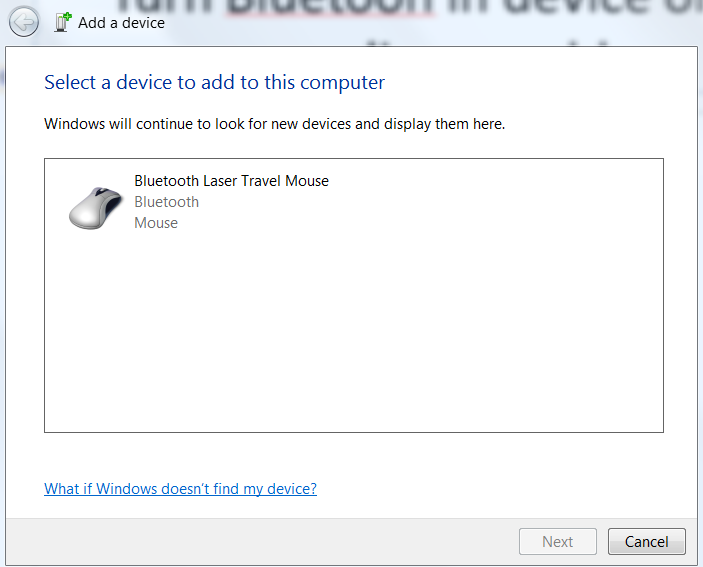 Turn Bluetooth in device
Add a device
Select a device to add to this computer
Windows will continue to look for new devices and display them here.
Bluetooth Laser Travel Mouse
Bluetooth
Mouse
What if Windows doesn't find my device?
Next
Cancel